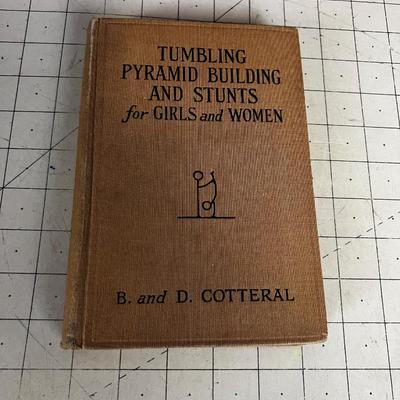 TUMBLING
PYRAMID BUILDING
AND STUNTS
for GIRLS and WOMEN
B. and D. COTTERAL